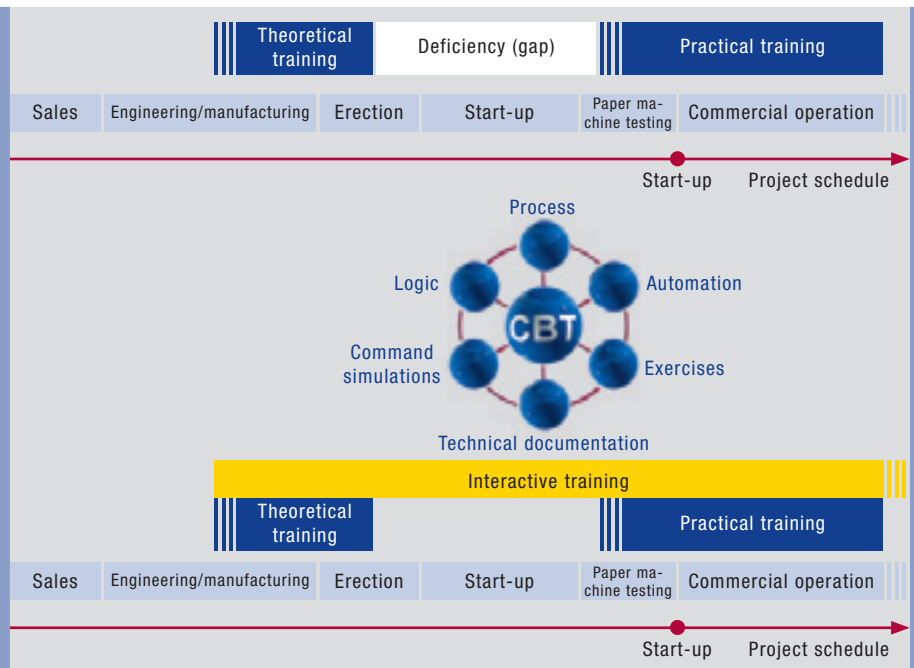 Theoretical
training
Deficiency (gap)
Practical training
Sales
Engineering/manufacturing
Erection
Start-up
Paper ma-
chine testing
Commercial operation
Start-up
Project schedule
Process
Logic
Automation
CBT
Command
simulations
Exercises
Technical documentation
Interactive training
Theoretical
training
Practical training
Sales
Engineering/manufacturing
Erection
Start-up
Paper ma-
chine testing
Commercial operation
Start-up
Project schedule